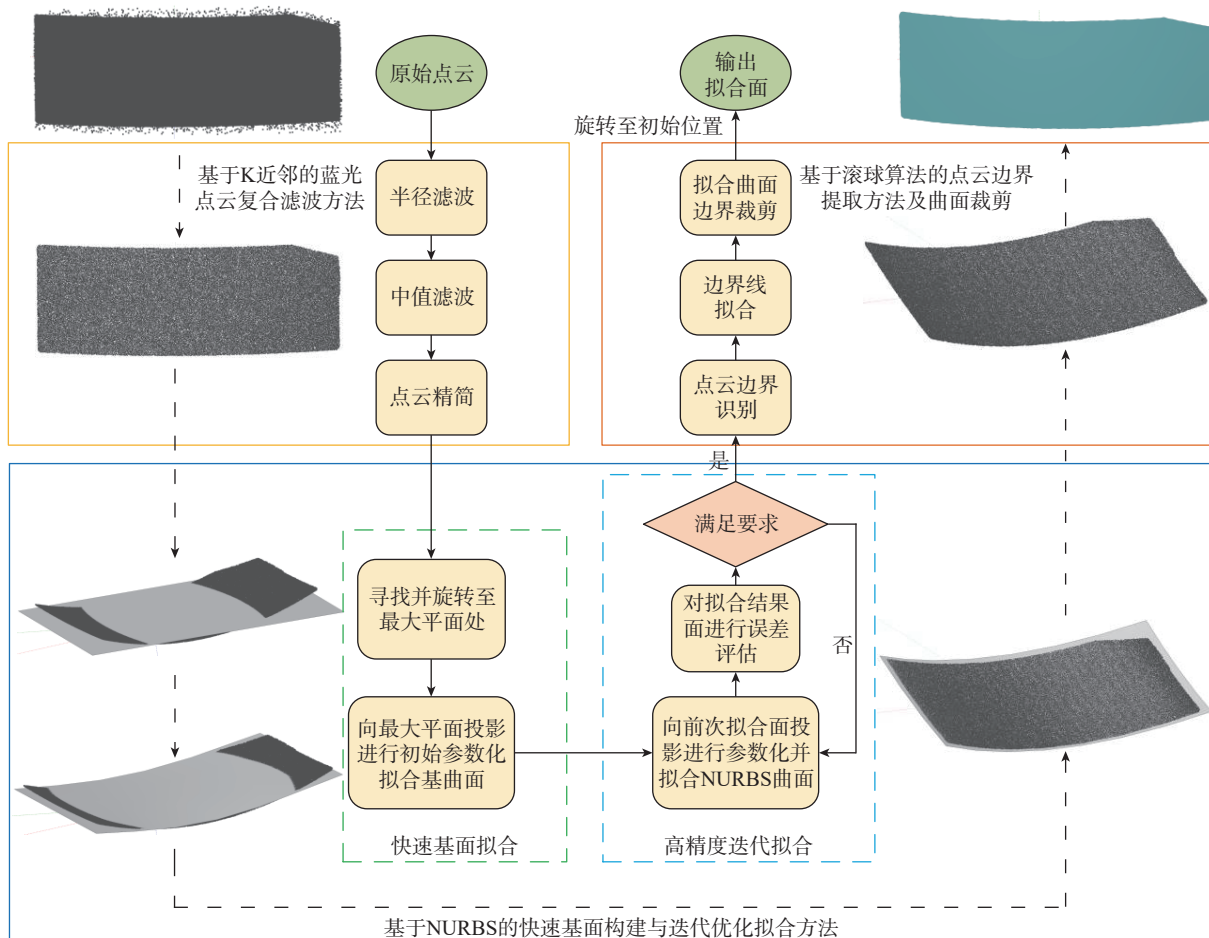 原始点云
基于K近邻的蓝光
点云复合滤波方法
半径滤波
中值滤波
点云精简
寻找并旋转至
最大平面处
向最大平面投影
进行初始参数化
拟合基曲面
快速基面拟合
向前次拟合面投
影进行参数化并
拟合NURBS曲面
对拟合结果
面进行误差
评估
满足要求
否
是
高精度迭代拟合
基于NURBS的快速基面构建与迭代优化拟合方法
点云边界
识别
边界线
拟合
拟合曲面
边界裁剪
基于滚球算法的点云边界
提取方法及曲面裁剪
旋转至初始位置
输出
拟合面